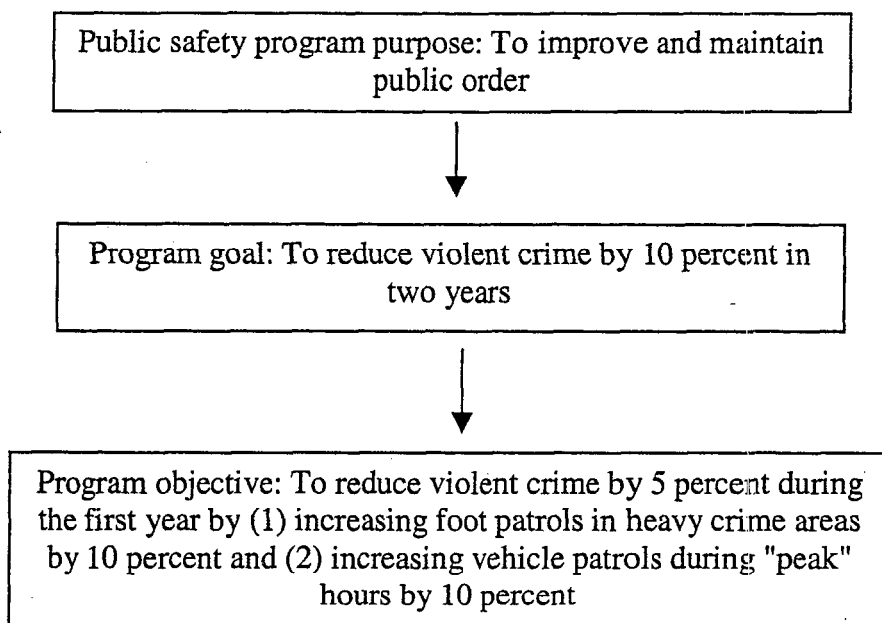 Public safety program purpose: To improve and maintain
public order
Program goal: To reduce violent crime by 10 percent in
two years
Program objective: To reduce violent crime by 5 percent during
the first year by (1) increasing foot patrols in heavy crime areas
by 10 percent and (2) increasing vehicle patrols during "peak"
hours by 10 percent